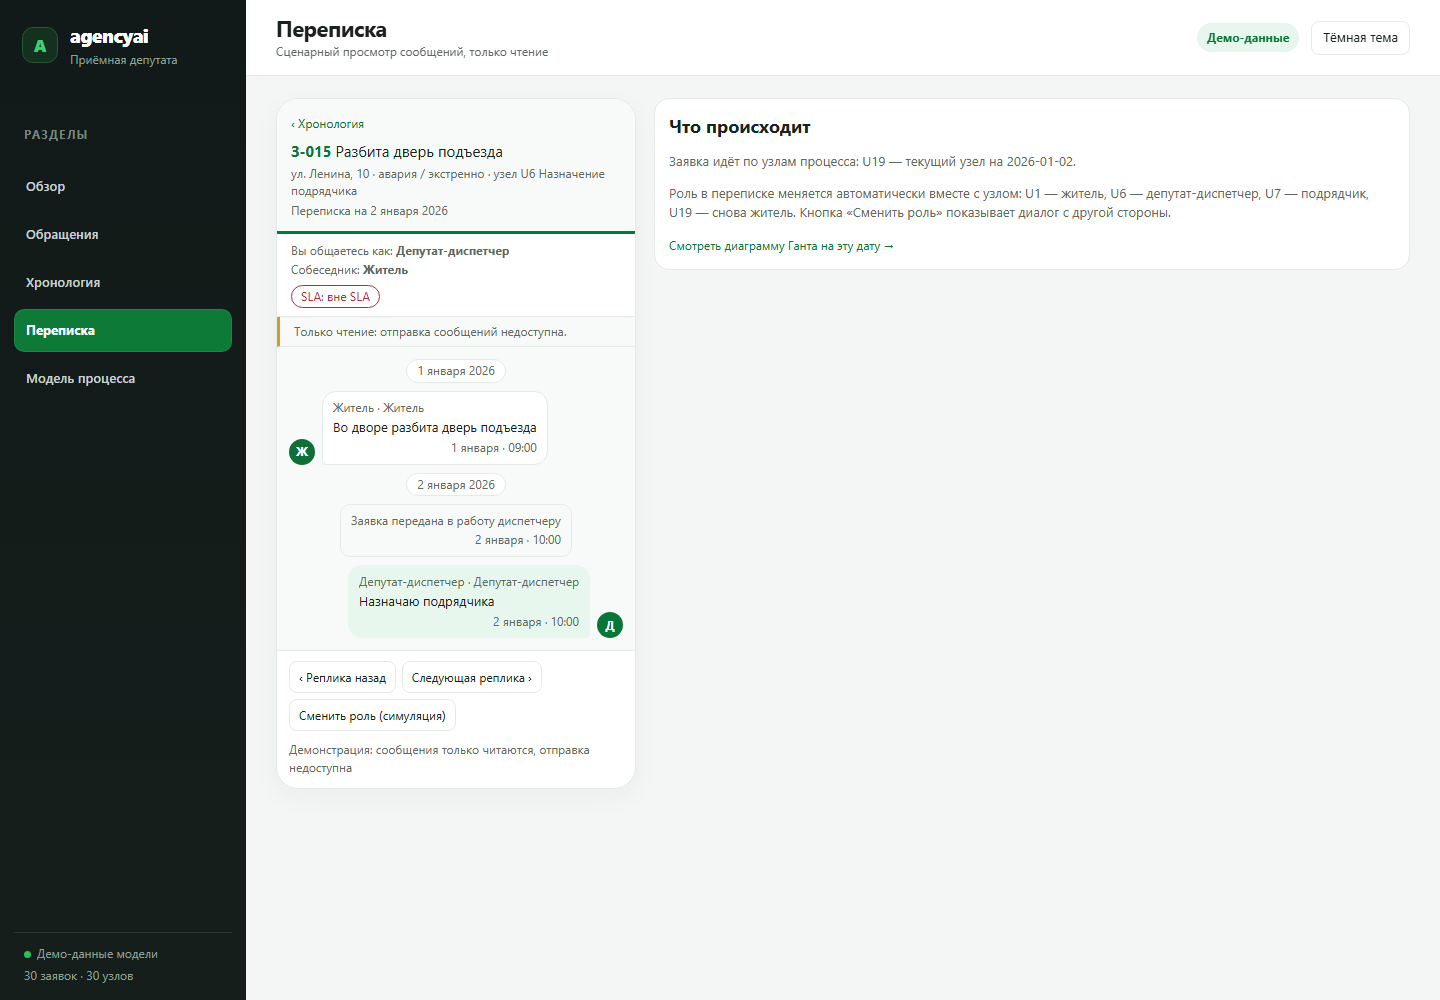 A
agencyai
Приёмная депутата
РАЗДЕЛЫ
Обзор
Обращения
Хронология
Переписка
Модель процесса
Демо-данные модели
30 заявок · 30 узлов
Переписка
Сценарный просмотр сообщений, только чтение
Демо-данные
Тёмная тема
‹ Хронология
З-015 Разбита дверь подъезда
ул. Ленина, 10 · авария / экстренно · узел U6 Назначение
подрядчика
Переписка на 2 января 2026
Вы общаетесь как: Депутат-диспетчер
Собеседник: Житель
SLA: вне SLA
Только чтение: отправка сообщений недоступна.
1 января 2026
Житель · Житель
Во дворе разбита дверь подъезда
1 января · 09:00
Ж
2 января 2026
Заявка передана в работу диспетчеру
2 января · 10:00
Депутат-диспетчер · Депутат-диспетчер
Назначаю подрядчика
2 января · 10:00
Д
‹ Реплика назад
Следующая реплика ›
Сменить роль (симуляция)
Демонстрация: сообщения только читаются, отправка
недоступна
Что происходит
Заявка идёт по узлам процесса: U19 — текущий узел на 2026-01-02.
Роль в переписке меняется автоматически вместе с узлом: U1 — житель, U6 — депутат-диспетчер, U7 — подрядчик,
U19 — снова житель. Кнопка «Сменить роль» показывает диалог с другой стороны.
Смотреть диаграмму Ганта на эту дату →